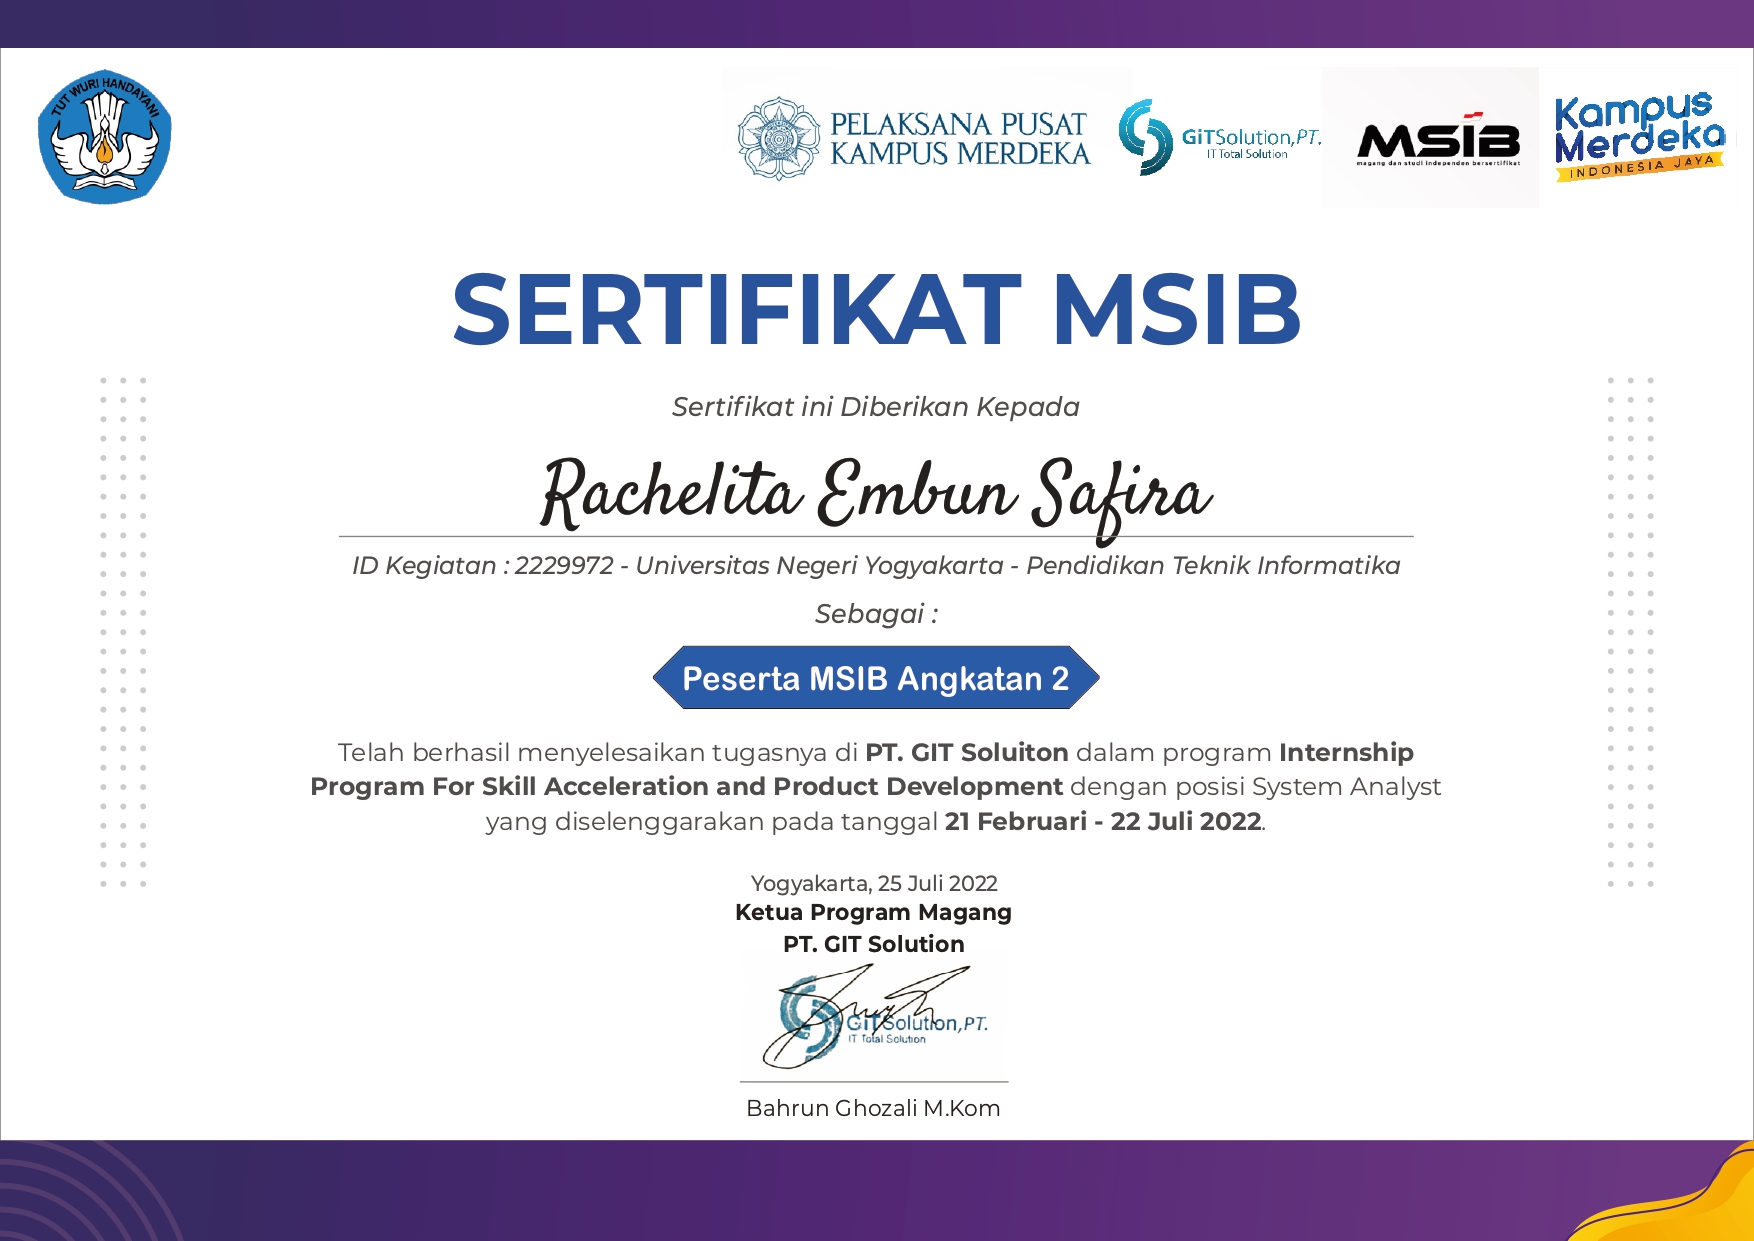 TUT WURI HANDAYANI
PELAKSANA PUSAT
KAMPUS MERDEKA
GiTSolution,PT.
IT Total Solution
MSIB
magang dan studi independen bersertifikat
Kampus
Merdeka
INDONESIA JAYA
SERTIFIKAT MSIB
Sertifikat ini Diberikan Kepada
Rachelita Embun Safira
ID Kegiatan : 2229972 - Universitas Negeri Yogyakarta - Pendidikan Teknik Informatika
Sebagai :
Peserta MSIB Angkatan 2
Telah berhasil menyelesaikan tugasnya di PT. GIT Soluiton dalam program Internship
Program For Skill Acceleration and Product Development dengan posisi System Analyst
yang diselenggarakan pada tanggal 21 Februari - 22 Juli 2022.
Yogyakarta, 25 Juli 2022
Ketua Program Magang
PT. GIT Solution
GiTSolution,PT.
IT Total Solution
Bahrun Ghozali M.Kom